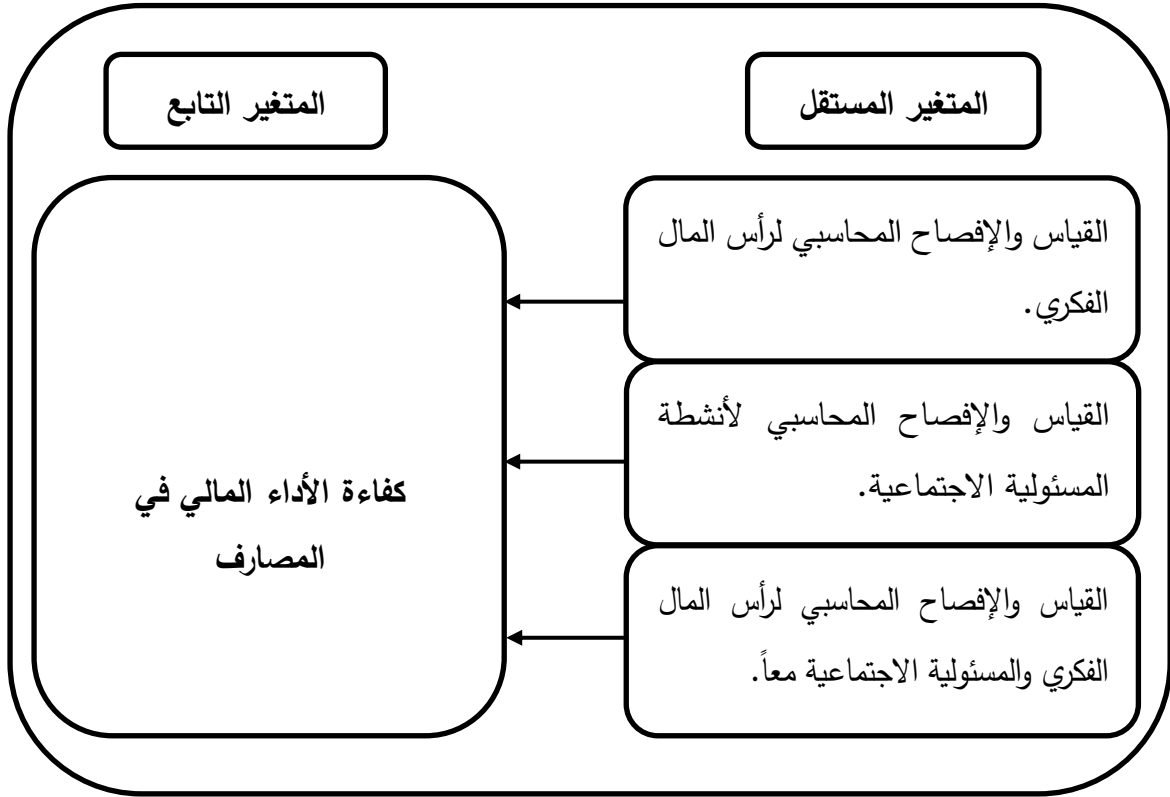 المتغير المستقل
المتغير التابع
القياس والإفصاح المحاسبي لرأس المال
الفكري.
القياس والإفصاح المحاسبي لأنشطة
المسئولية الاجتماعية.
القياس والإفصاح المحاسبي لرأس المال
الفكري والمسئولية الاجتماعية معاً.
كفاءة الأداء المالي في
المصارف